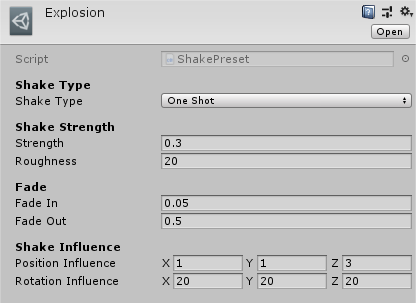 Explosion
Open
Script ShakePreset
Shake Type
Shake Type One Shot
Shake Strength
Strength 0.3
Roughness 20
Fade
Fade In 0.05
Fade Out 0.5
Shake Influence
Position Influence X 1 Y 1 Z 3
Rotation Influence X 20 Y 20 Z 20